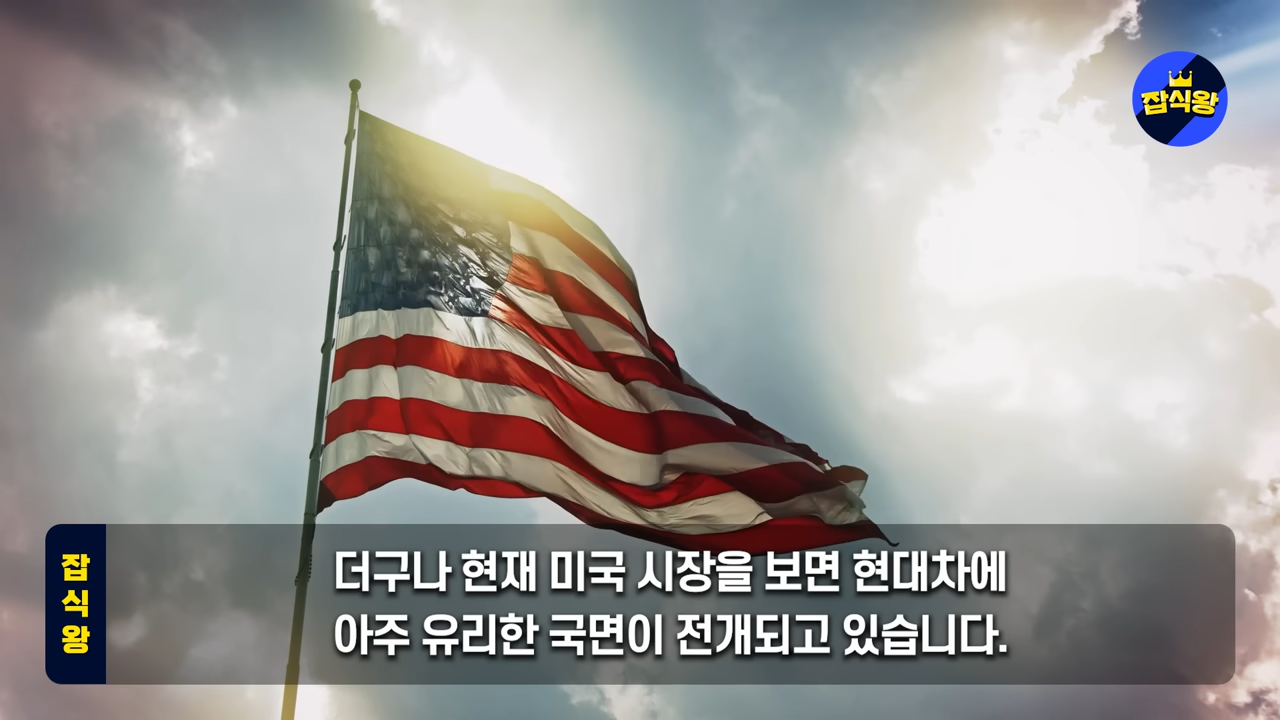 잡식왕
잡
식
왕
더구나 현재 미국 시장을 보면 현대차에
아주 유리한 국면이 전개되고 있습니다.